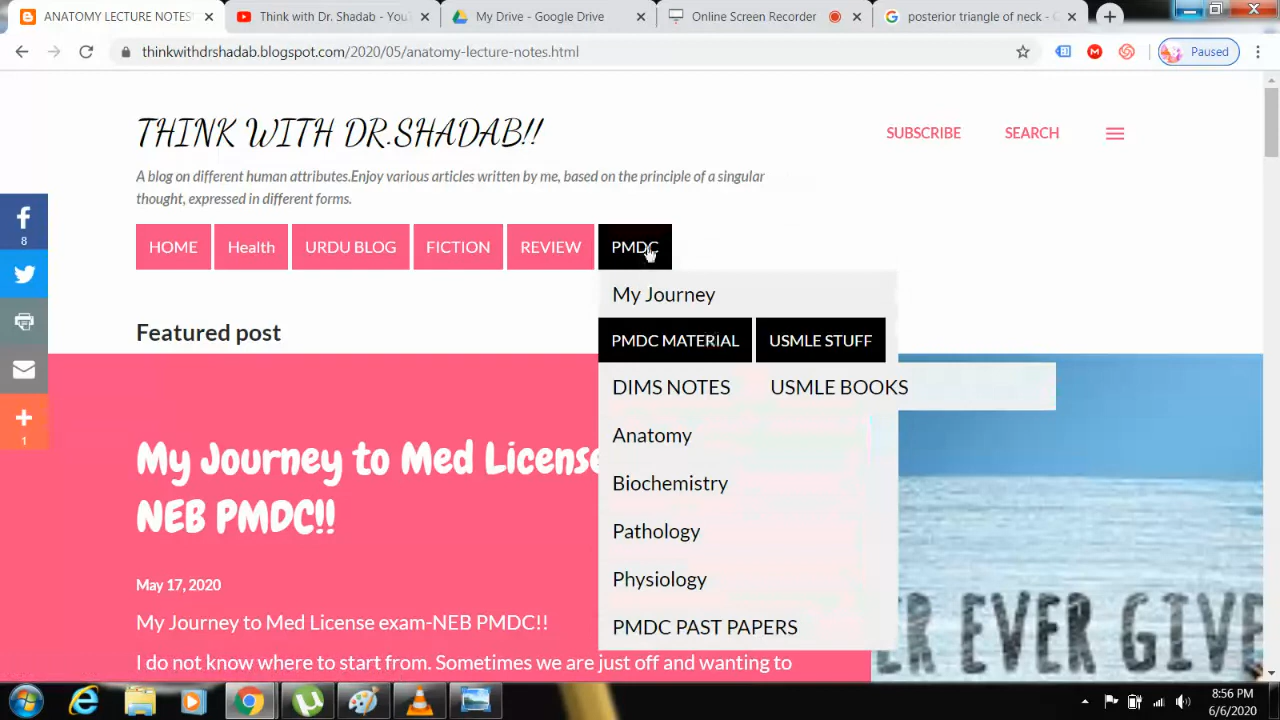 ANATOMY LECTURE NOTES
Think with Dr. Shadab - You
My Drive - Google Drive
Online Screen Recorder
posterior triangle of neck - G
thinkwithdrshadab.blogspot.com/2020/05/anatomy-lecture-notes.html
Paused
THINK WITH DR.SHADAB!!
SUBSCRIBE
SEARCH
A blog on different human attributes.Enjoy various articles written by me, based on the principle of a singular
thought, expressed in different forms.
HOME
Health
URDU BLOG
FICTION
REVIEW
PMDC
8
My Journey
Featured post
PMDC MATERIAL
USMLE STUFF
DIMS NOTES
USMLE BOOKS
1
Anatomy
My Journey to Med License
Biochemistry
NEB PMDC!!
Pathology
May 17, 2020
Physiology
My Journey to Med License exam-NEB PMDC!!
PMDC PAST PAPERS
ER EVER GIVE
I do not know where to start from. Sometimes we are just off and wanting to
8:56 PM
6/6/2020